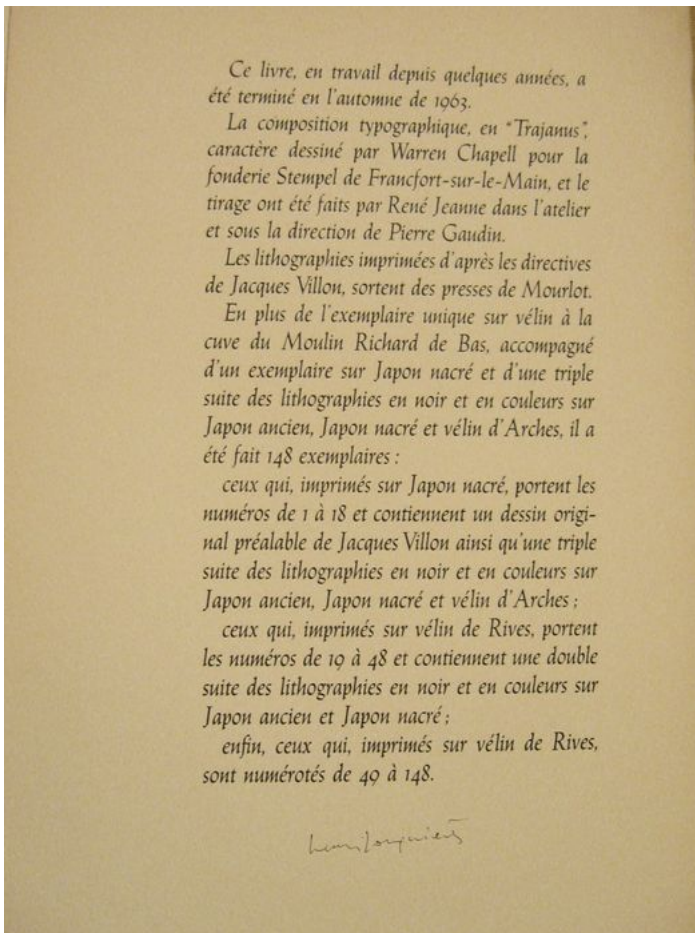 Ce livre, en travail depuis quelques années, a
été terminé en l'automne de 1963.
La composition typographique, en "Trajanus",
caractère dessiné par Warren Chapell pour la
fonderie Stempel de Francfort-sur-le-Main, et le
tirage ont été faits par René Jeanne dans l'atelier
et sous la direction de Pierre Gaudin.
Les lithographies imprimées d'après les directives
de Jacques Villon, sortent des presses de Mourlot.
En plus de l'exemplaire unique sur vélin à la
cuve du Moulin Richard de Bas, accompagné
d'un exemplaire sur Japon nacré et d'une triple
suite des lithographies en noir et en couleurs sur
Japon ancien, Japon nacré et vélin d'Arches, il a
été fait 148 exemplaires :
ceux qui, imprimés sur Japon nacré, portent les
numéros de 1 à 18 et contiennent un dessin origi-
nal préalable de Jacques Villon ainsi qu'une triple
suite des lithographies en noir et en couleurs sur
Japon ancien, Japon nacré et vélin d'Arches ;
ceux qui, imprimés sur vélin de Rives, portent
les numéros de 19 à 48 et contiennent une double
suite des lithographies en noir et en couleurs sur
Japon ancien et Japon nacré ;
enfin, ceux qui, imprimés sur vélin de Rives,
sont numérotés de 49 à 148.